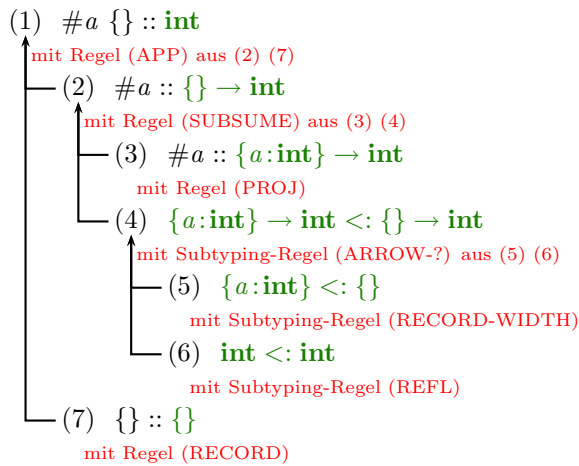 (1) #a {} :: int
mit Regel (APP) aus (2) (7)
(2) #a :: {} → int
mit Regel (SUBSUME) aus (3) (4)
(3) #a :: {a:int} → int
mit Regel (PROJ)
(4) {a:int} → int <: {} → int
mit Subtyping-Regel (ARROW-?) aus (5) (6)
(5) {a:int} <: {}
mit Subtyping-Regel (RECORD-WIDTH)
(6) int <: int
mit Subtyping-Regel (REFL)
(7) {} :: {}
mit Regel (RECORD)